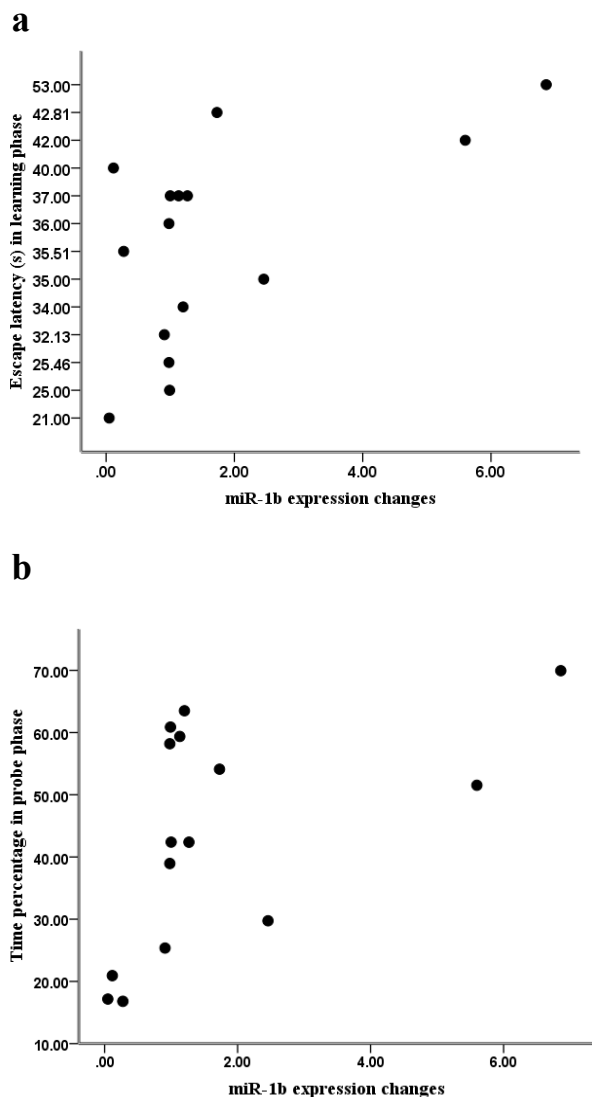 a
Escape latency (s) in learning phase
53.00
42.81
42.00
40.00
37.00
36.00
35.51
35.00
34.00
32.13
25.46
25.00
21.00
.00 2.00 4.00 6.00
miR-1b expression changes
b
Time percentage in probe phase
70.00
60.00
50.00
40.00
30.00
20.00
10.00
.00 2.00 4.00 6.00
miR-1b expression changes